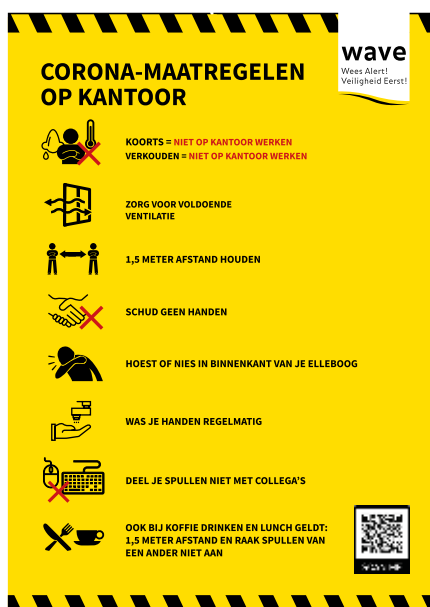 wave
Wees Alert!
Veiligheid Eerst!
CORONA-MAATREGELEN
OP KANTOOR
KOORTS = NIET OP KANTOOR WERKEN
VERKOUDEN = NIET OP KANTOOR WERKEN
ZORG VOOR VOLDOENDE
VENTILATIE
1,5 METER AFSTAND HOUDEN
SCHUD GEEN HANDEN
HOEST OF NIES IN BINNENKANT VAN JE ELLEBOOG
WAS JE HANDEN REGELMATIG
DEEL JE SPULLEN NIET MET COLLEGA'S
OOK BIJ KOFFIE DRINKEN EN LUNCH GELDT:
1,5 METER AFSTAND EN RAAK SPULLEN VAN
EEN ANDER NIET AAN
SCAN ME